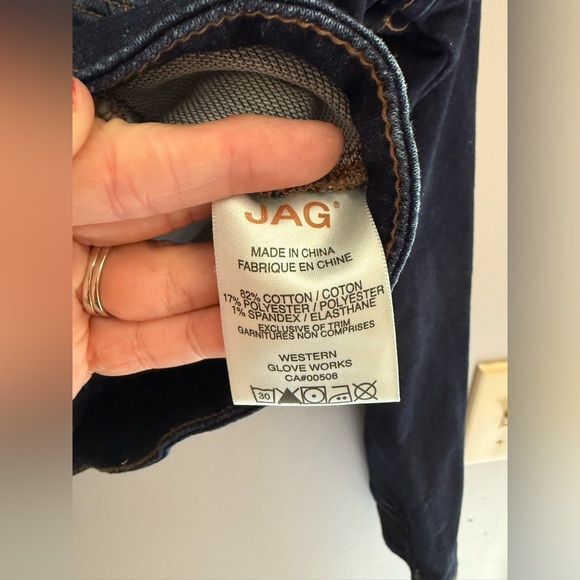 JAG®
MADE IN CHINA
FABRIQUE EN CHINE
82% COTTON / COTON
17% POLYESTER / POLYESTER
1% SPANDEX / ELASTHANE
EXCLUSIVE OF TRIM
GARNITURES NON COMPRISES
WESTERN
GLOVE WORKS
CA#00508
30